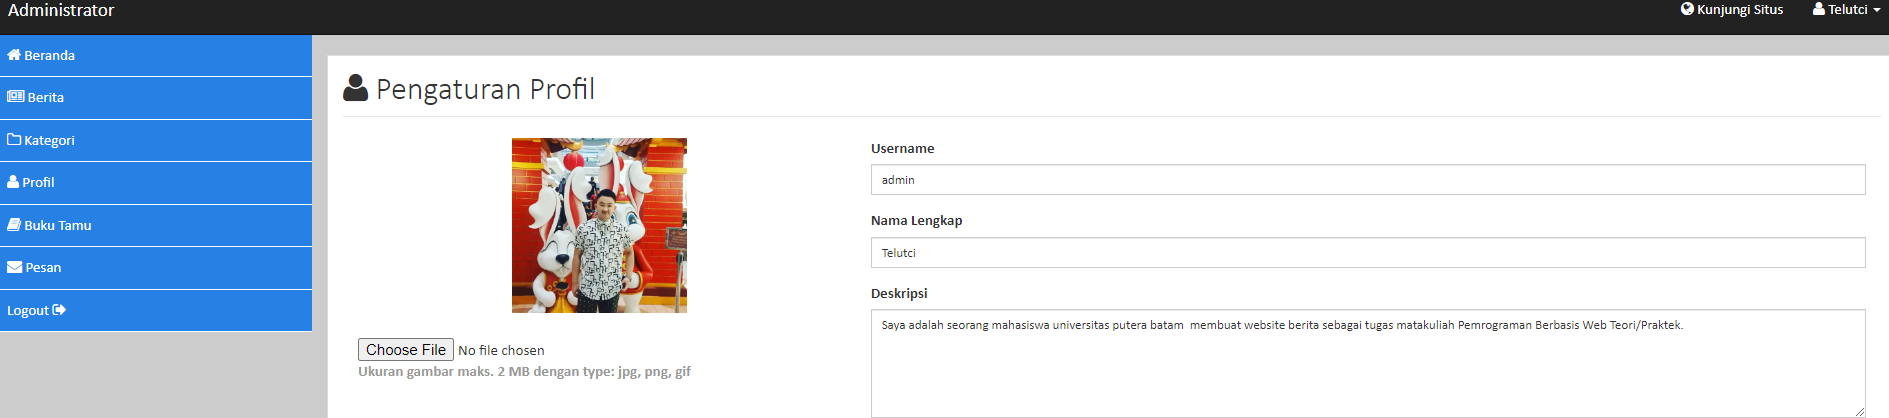 Administrator
Kunjungi Situs
Telutci
Beranda
Berita
Kategori
Profil
Buku Tamu
Pesan
Logout
Pengaturan Profil
Choose File No file chosen
Ukuran gambar maks. 2 MB dengan type: jpg, png, gif
Username
admin
Nama Lengkap
Telutci
Deskripsi
Saya adalah seorang mahasiswa universitas putera batam  membuat website berita sebagai tugas matakuliah Pemrograman Berbasis Web Teori/Praktek.